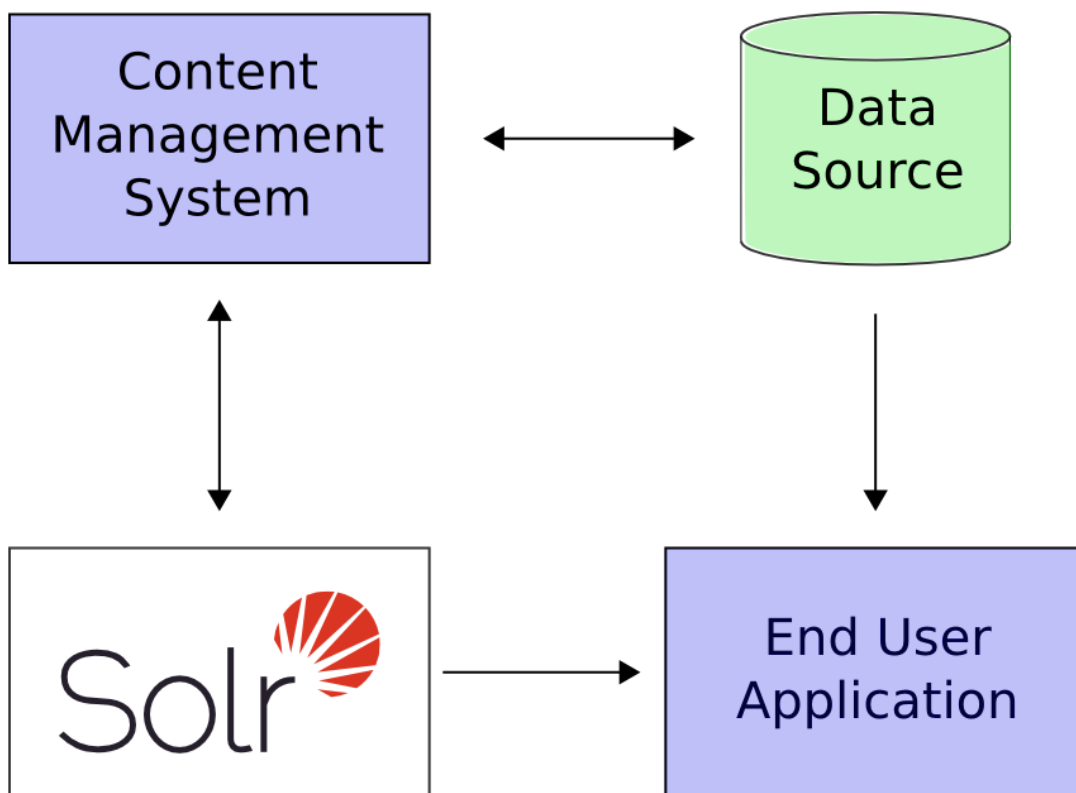 Content
Management
System
Data
Source
Solr
End User
Application